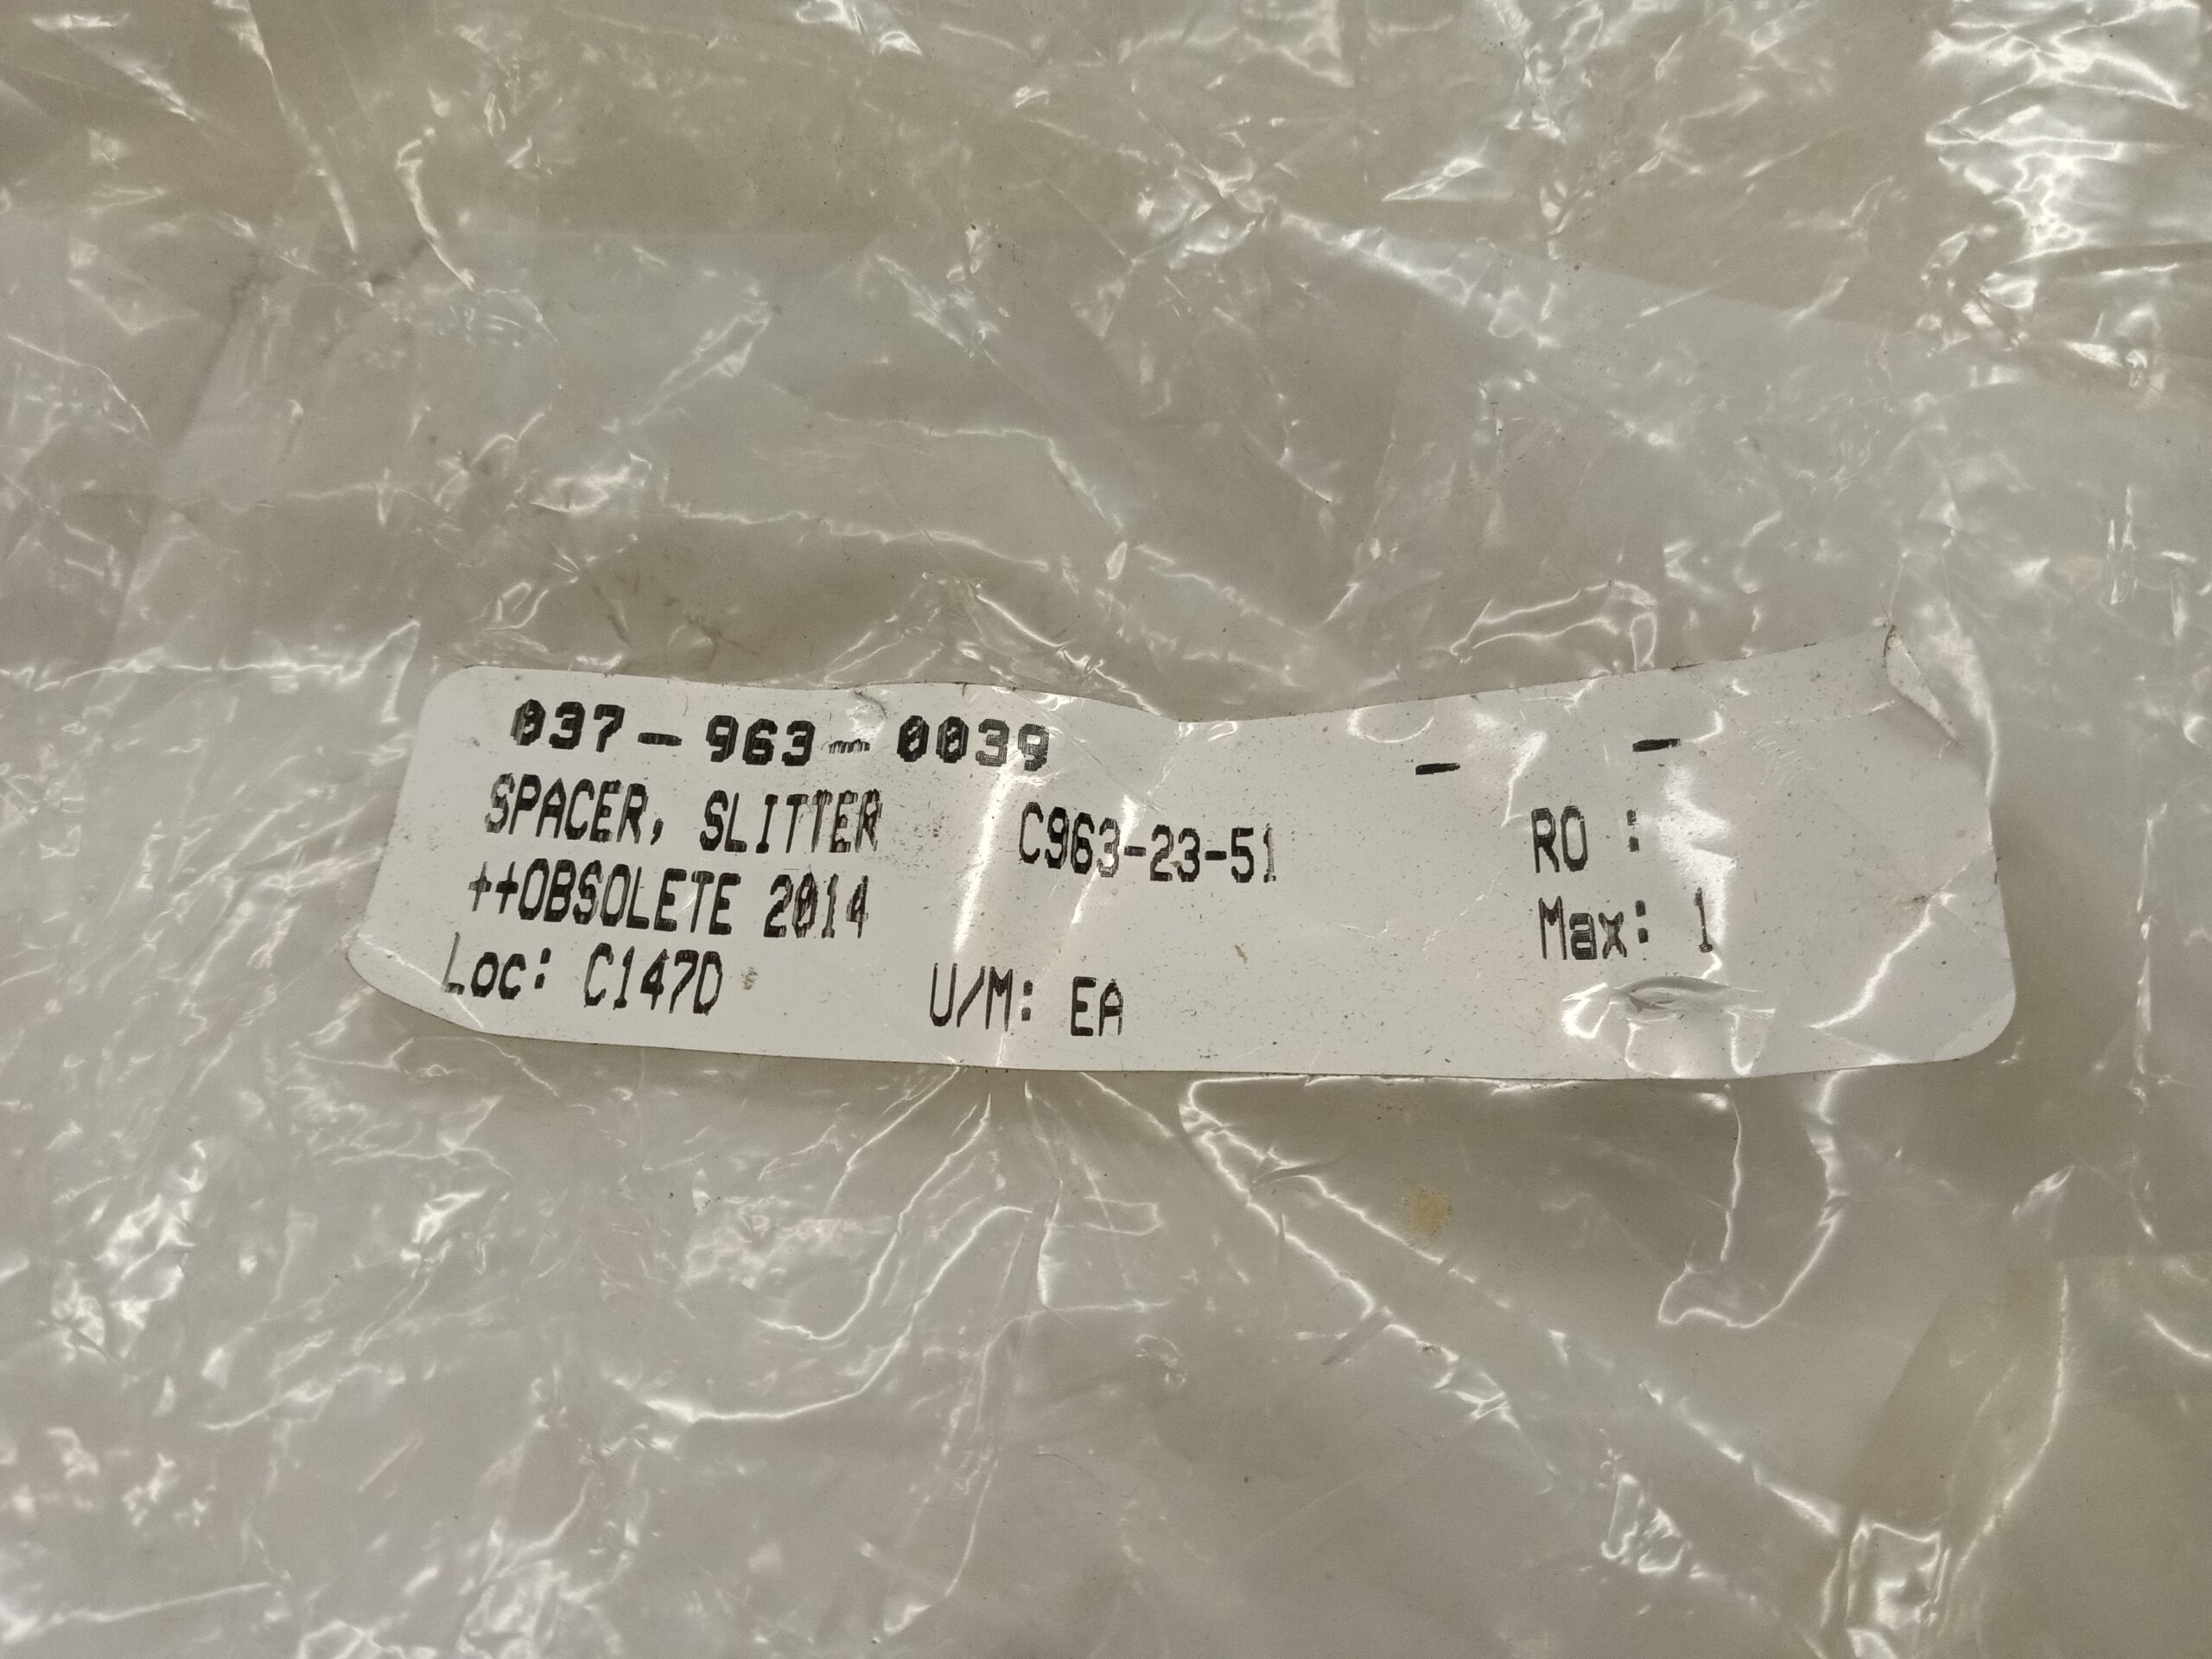 037-963-0039 - -
SPACER, SLITTER C963-23-51 RO :
++OBSOLETE 2014 Max: 1
Loc: C147D U/M: EA